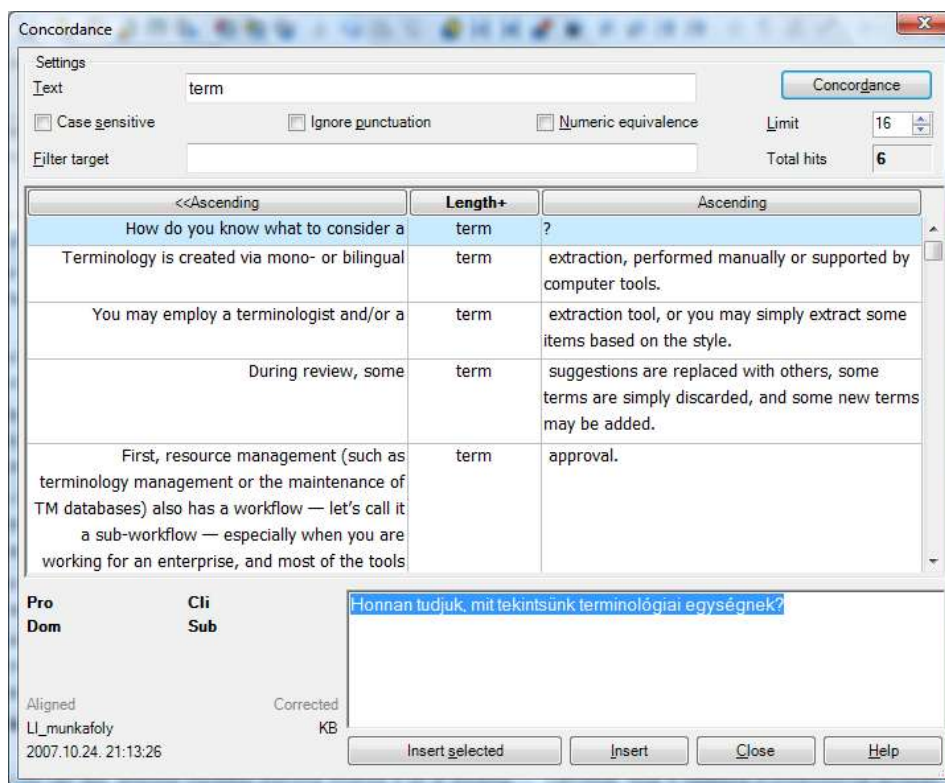 Concordance
Settings
Text
term
Concordance
Case sensitive
Ignore punctuation
Numeric equivalence
Limit
16
Filter target
Total hits
6
<<Ascending
Length+
Ascending
How do you know what to consider a
term
?
Terminology is created via mono- or bilingual
term
extraction, performed manually or supported by
computer tools.
You may employ a terminologist and/or a
term
extraction tool, or you may simply extract some
items based on the style.
During review, some
term
suggestions are replaced with others, some
terms are simply discarded, and some new terms
may be added.
First, resource management (such as
terminology management or the maintenance of
TM databases) also has a workflow — let's call it
a sub-workflow — especially when you are
working for an enterprise, and most of the tools
term
approval.
Pro
Cli
Dom
Sub
Honnan tudjuk, mit tekintsünk terminológiai egységnek?
Aligned
Corrected
LI_munkafoly
KB
2007.10.24. 21:13:26
Insert selected
Insert
Close
Help